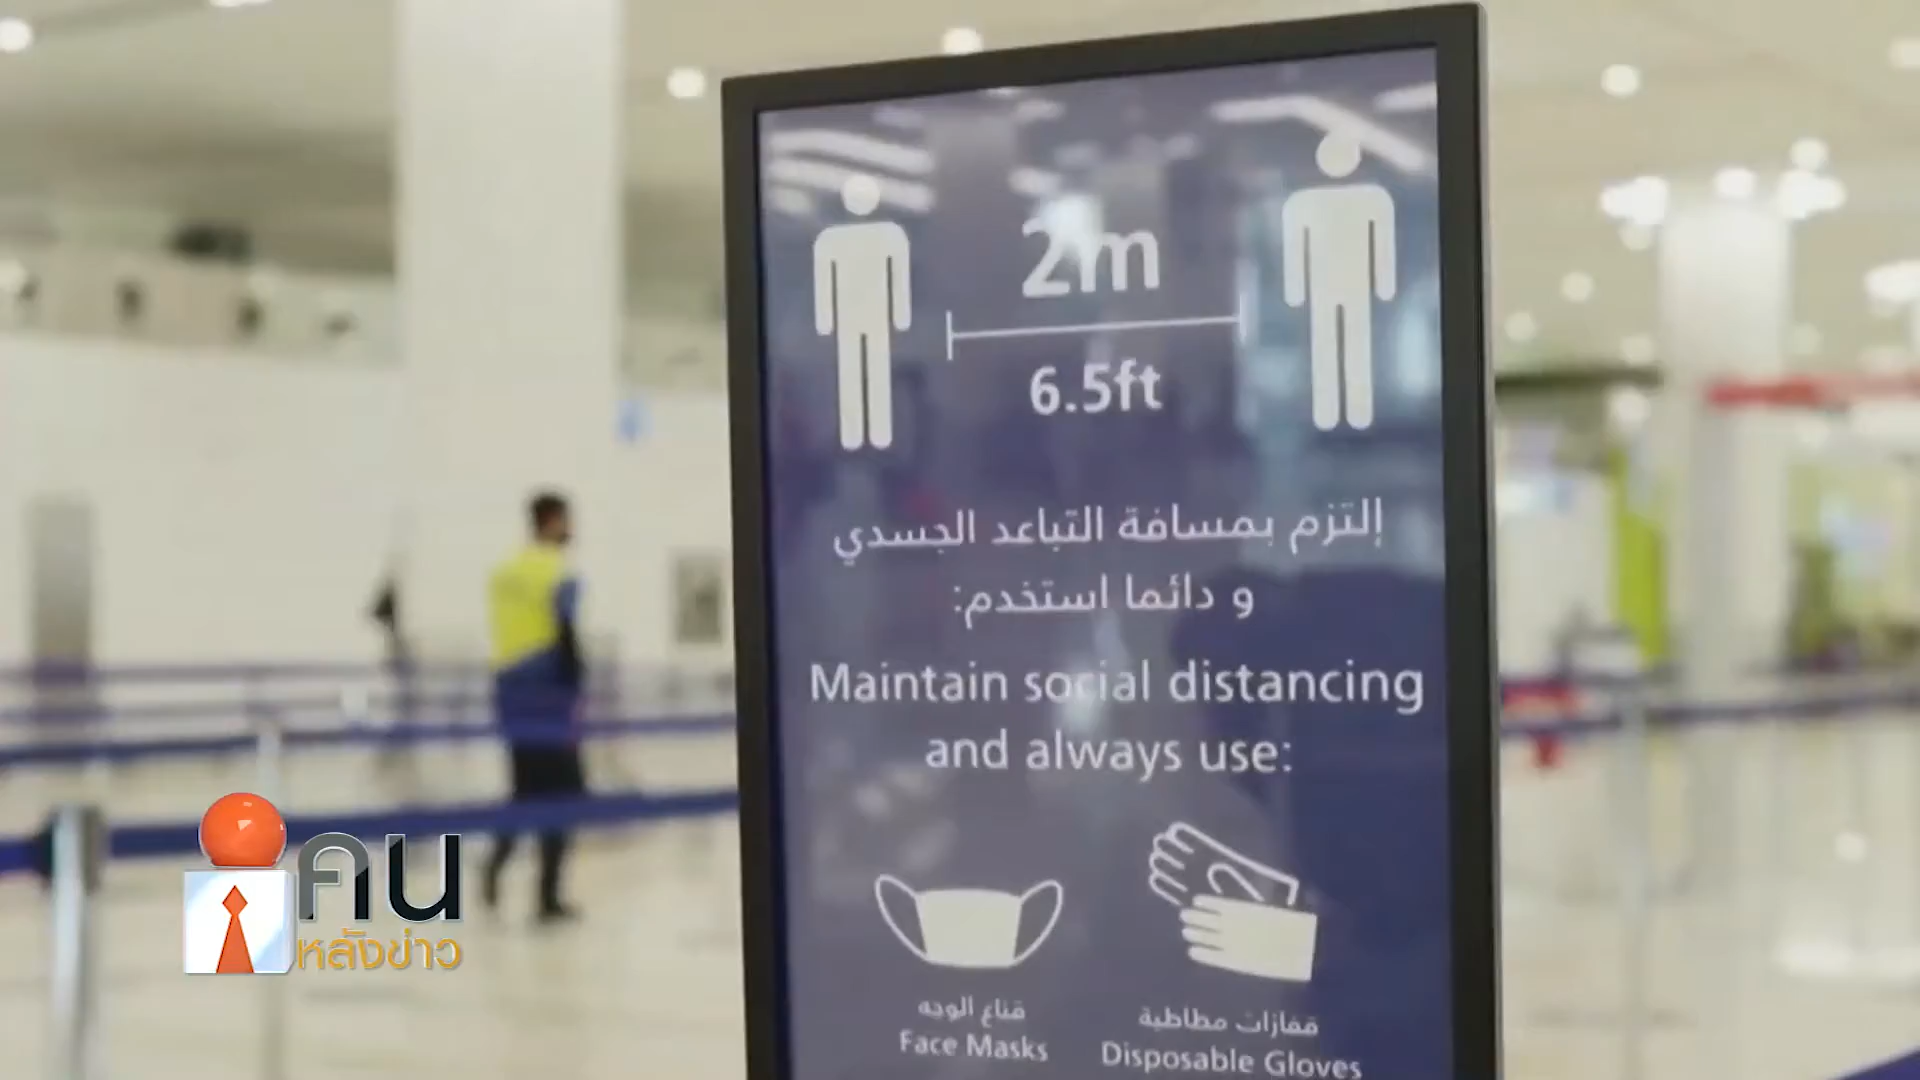 2m
6.5ft
إلتزم بمسافة التباعد الجسدي
و دائما استخدم:
Maintain social distancing
and always use:
قناع الوجه
Face Masks
قفازات مطاطية
Disposable Gloves
คน
หลังข่าว